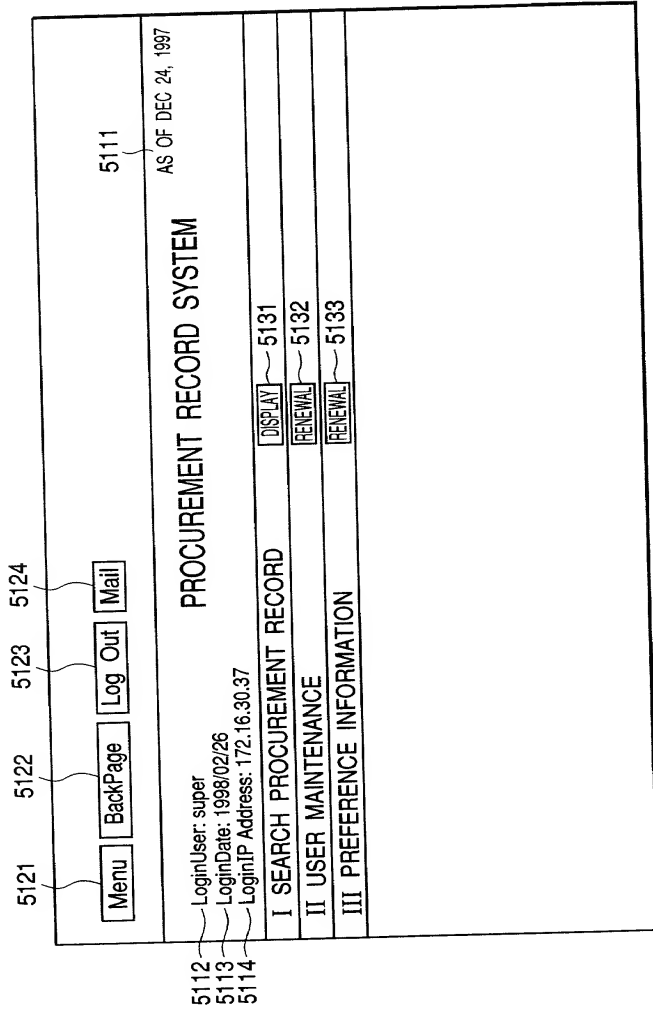 5121 5122 5123 5124
Menu BackPage Log Out Mail
5111
AS OF DEC 24, 1997
PROCUREMENT RECORD SYSTEM
5112 LoginUser: super
5113 LoginDate: 1998/02/26
5114 LoginIP Address: 172.16.30.37
I SEARCH PROCUREMENT RECORD DISPLAY 5131
II USER MAINTENANCE RENEWAL 5132
III PREFERENCE INFORMATION RENEWAL 5133